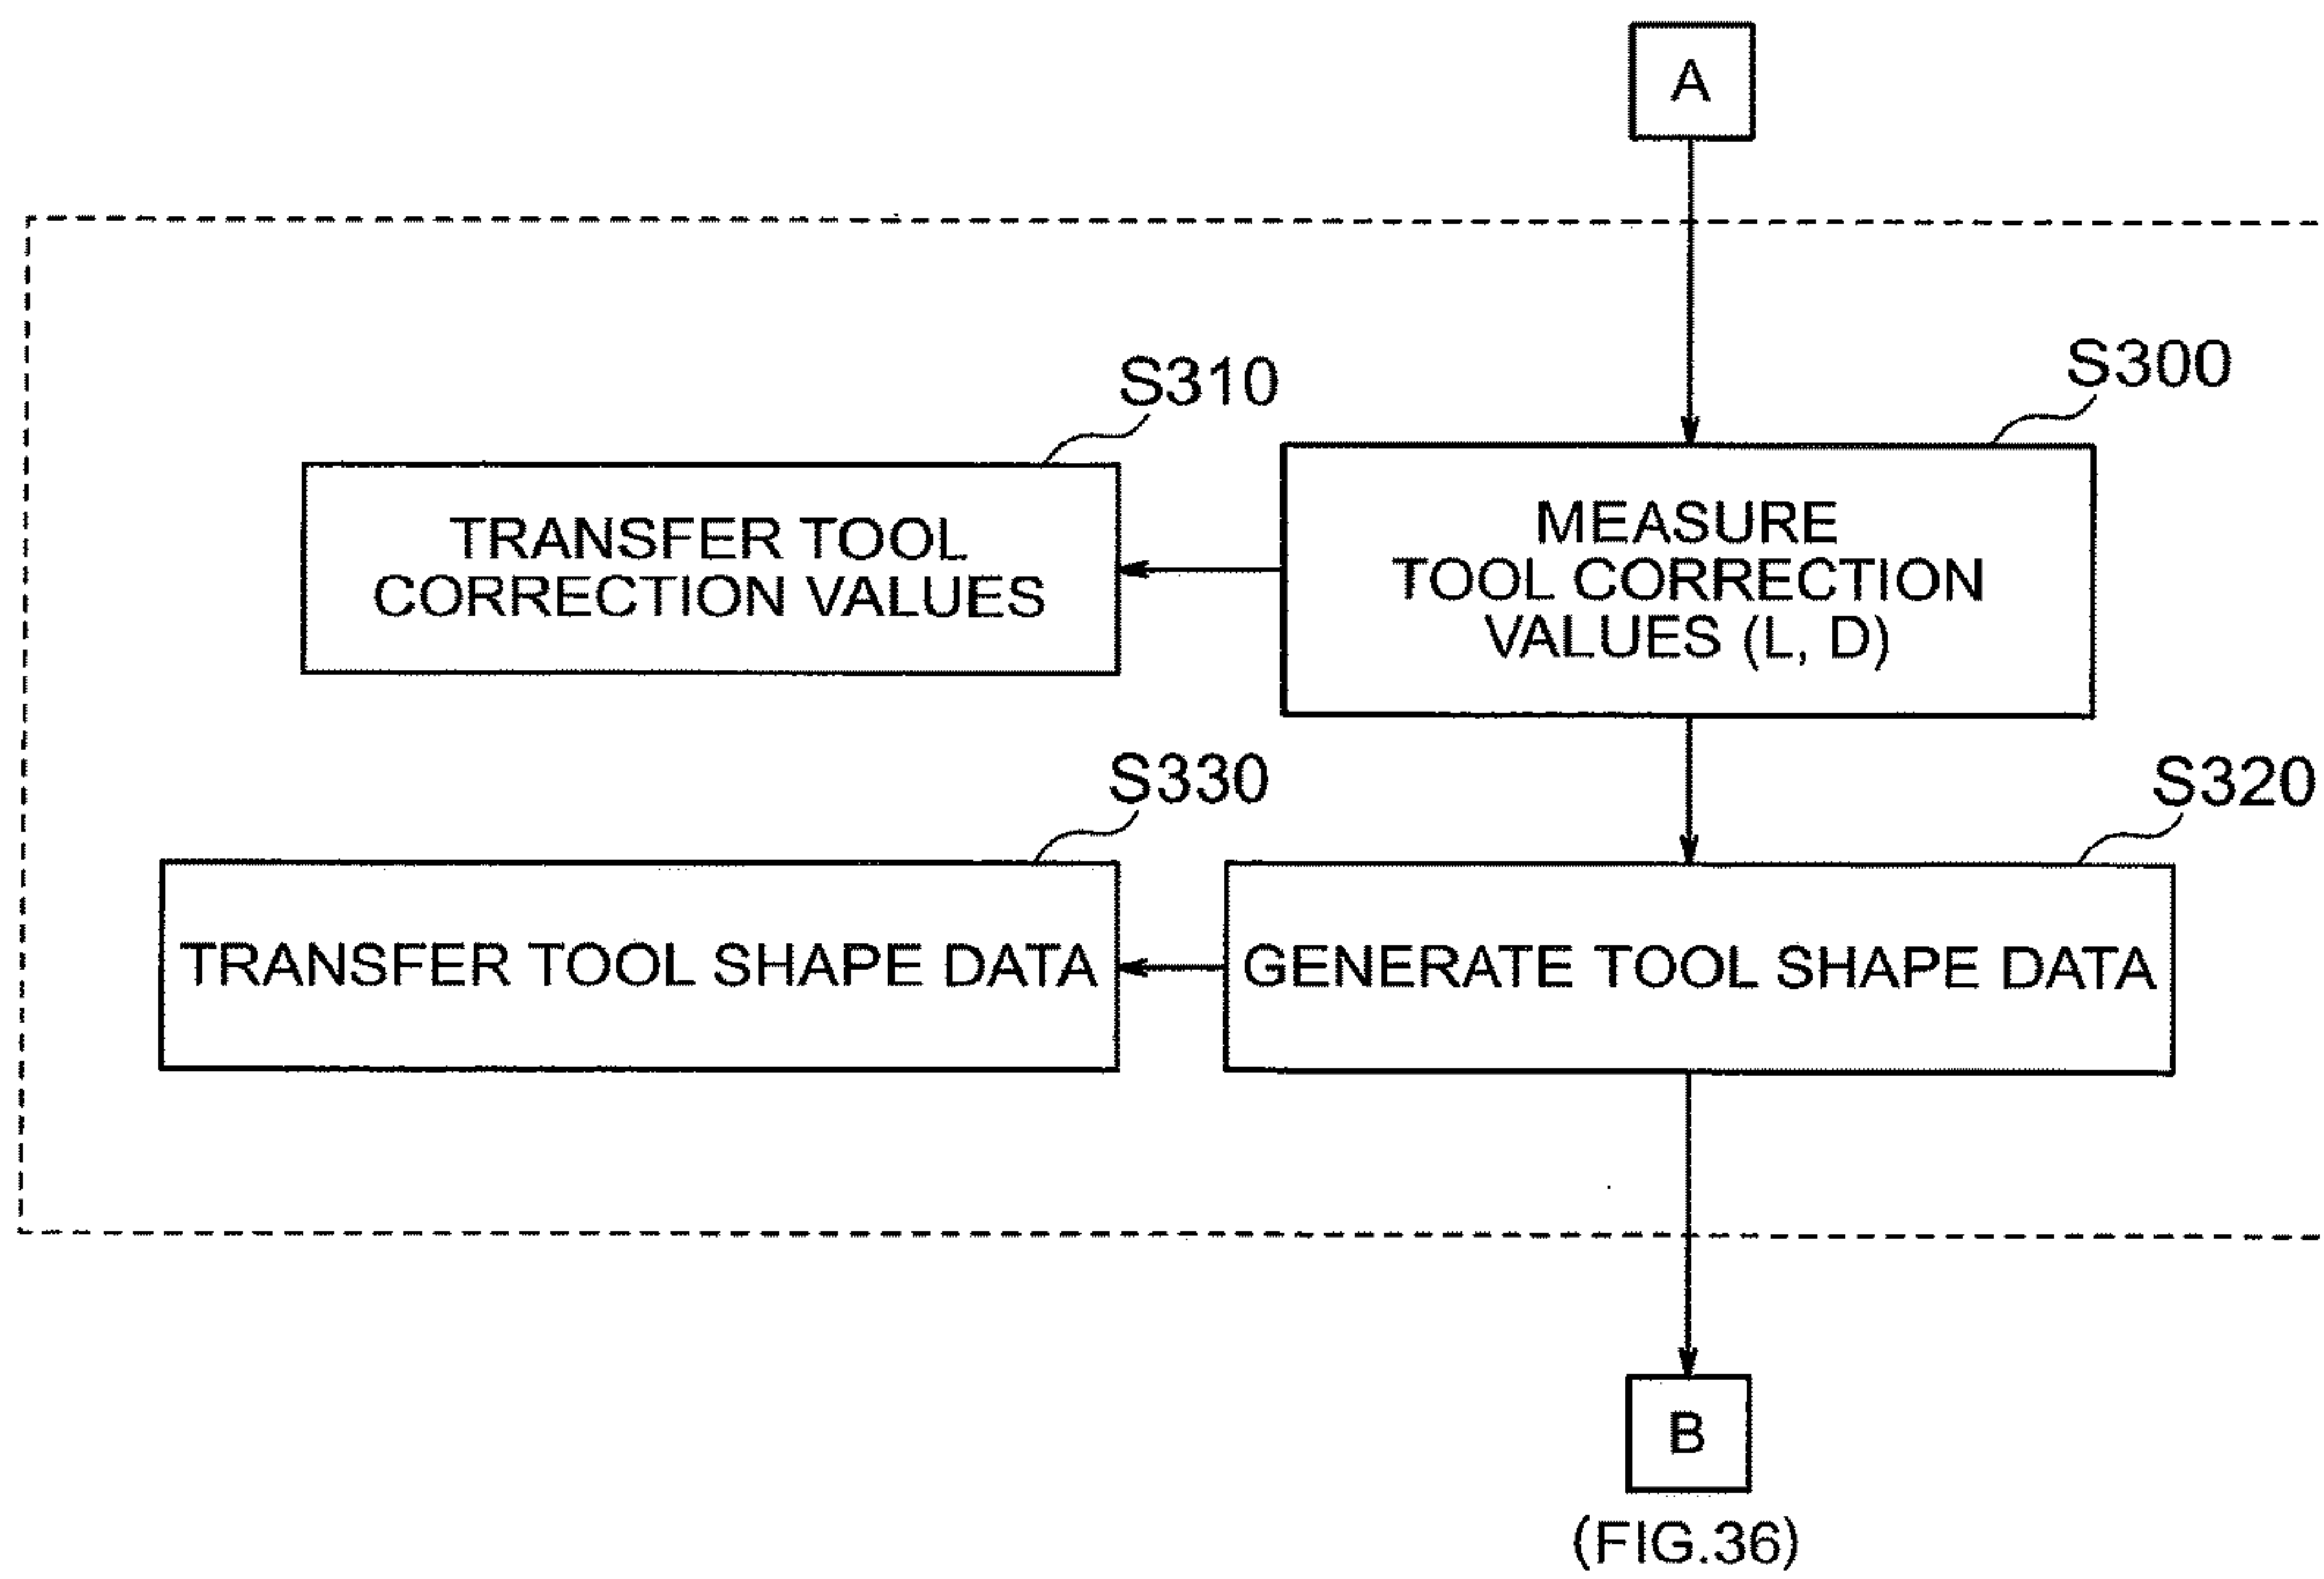 A
S310
S300
TRANSFER TOOL
CORRECTION VALUES
MEASURE
TOOL CORRECTION
VALUES (L, D)
S330
S320
TRANSFER TOOL SHAPE DATA
GENERATE TOOL SHAPE DATA
B
(FIG.36)